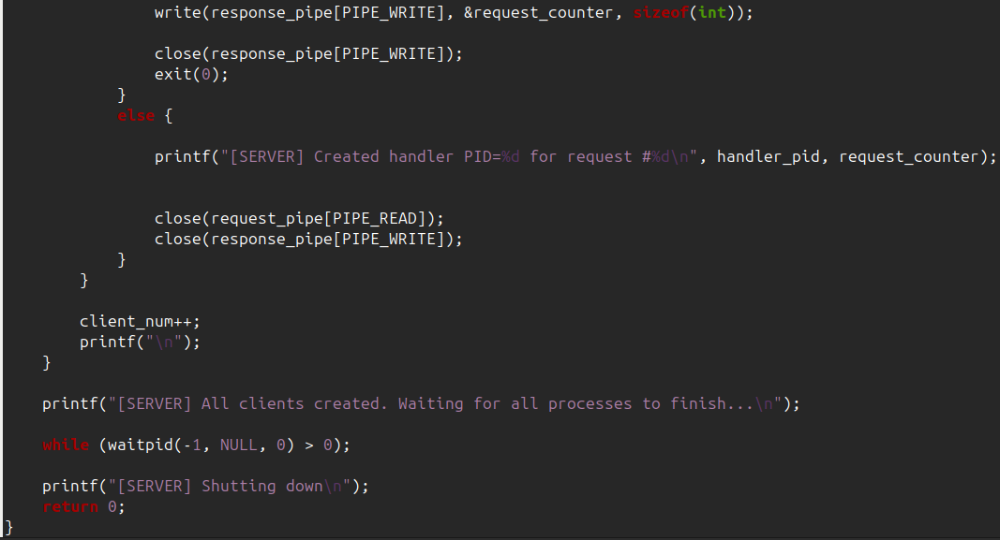 write(response_pipe[PIPE_WRITE], &request_counter, sizeof(int));
close(response_pipe[PIPE_WRITE]);
exit(0);
}
else {
printf("[SERVER] Created handler PID=%d for request #%d\n", handler_pid, request_counter);
close(request_pipe[PIPE_READ]);
close(response_pipe[PIPE_WRITE]);
}
}
client_num++;
printf("\n");
}
printf("[SERVER] All clients created. Waiting for all processes to finish...\n");
while (waitpid(-1, NULL, 0) > 0);
printf("[SERVER] Shutting down\n");
return 0;
}